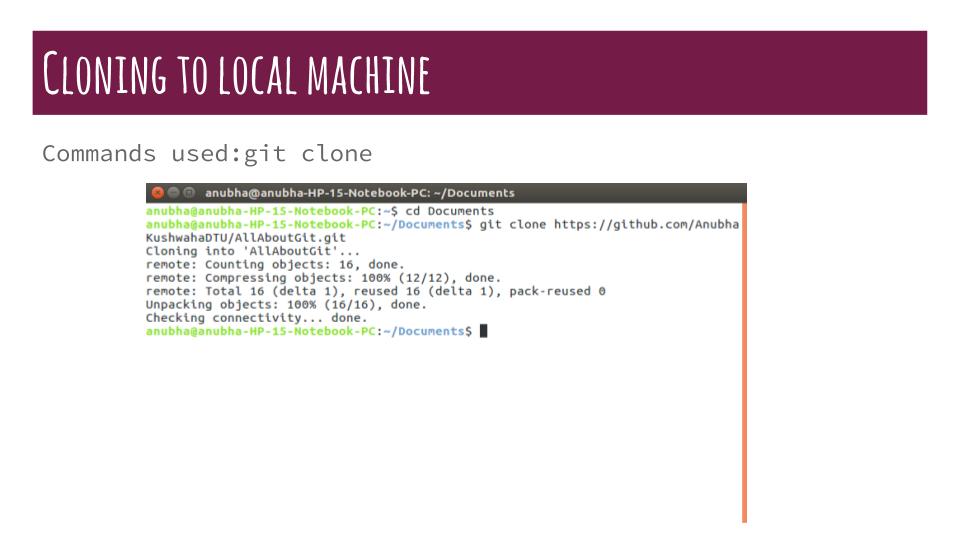 Cloning to local machine
Commands used:git clone
anubha@anubha-HP-15-Notebook-PC: ~/Documents
anubha@anubha-HP-15-Notebook-PC:~$ cd Documents
anubha@anubha-HP-15-Notebook-PC:~/Documents$ git clone https://github.com/Anubha
KushwahaDTU/AllAboutGit.git
Cloning into 'AllAboutGit'...
remote: Counting objects: 16, done.
remote: Compressing objects: 100% (12/12), done.
remote: Total 16 (delta 1), reused 16 (delta 1), pack-reused 0
Unpacking objects: 100% (16/16), done.
Checking connectivity... done.
anubha@anubha-HP-15-Notebook-PC:~/Documents$